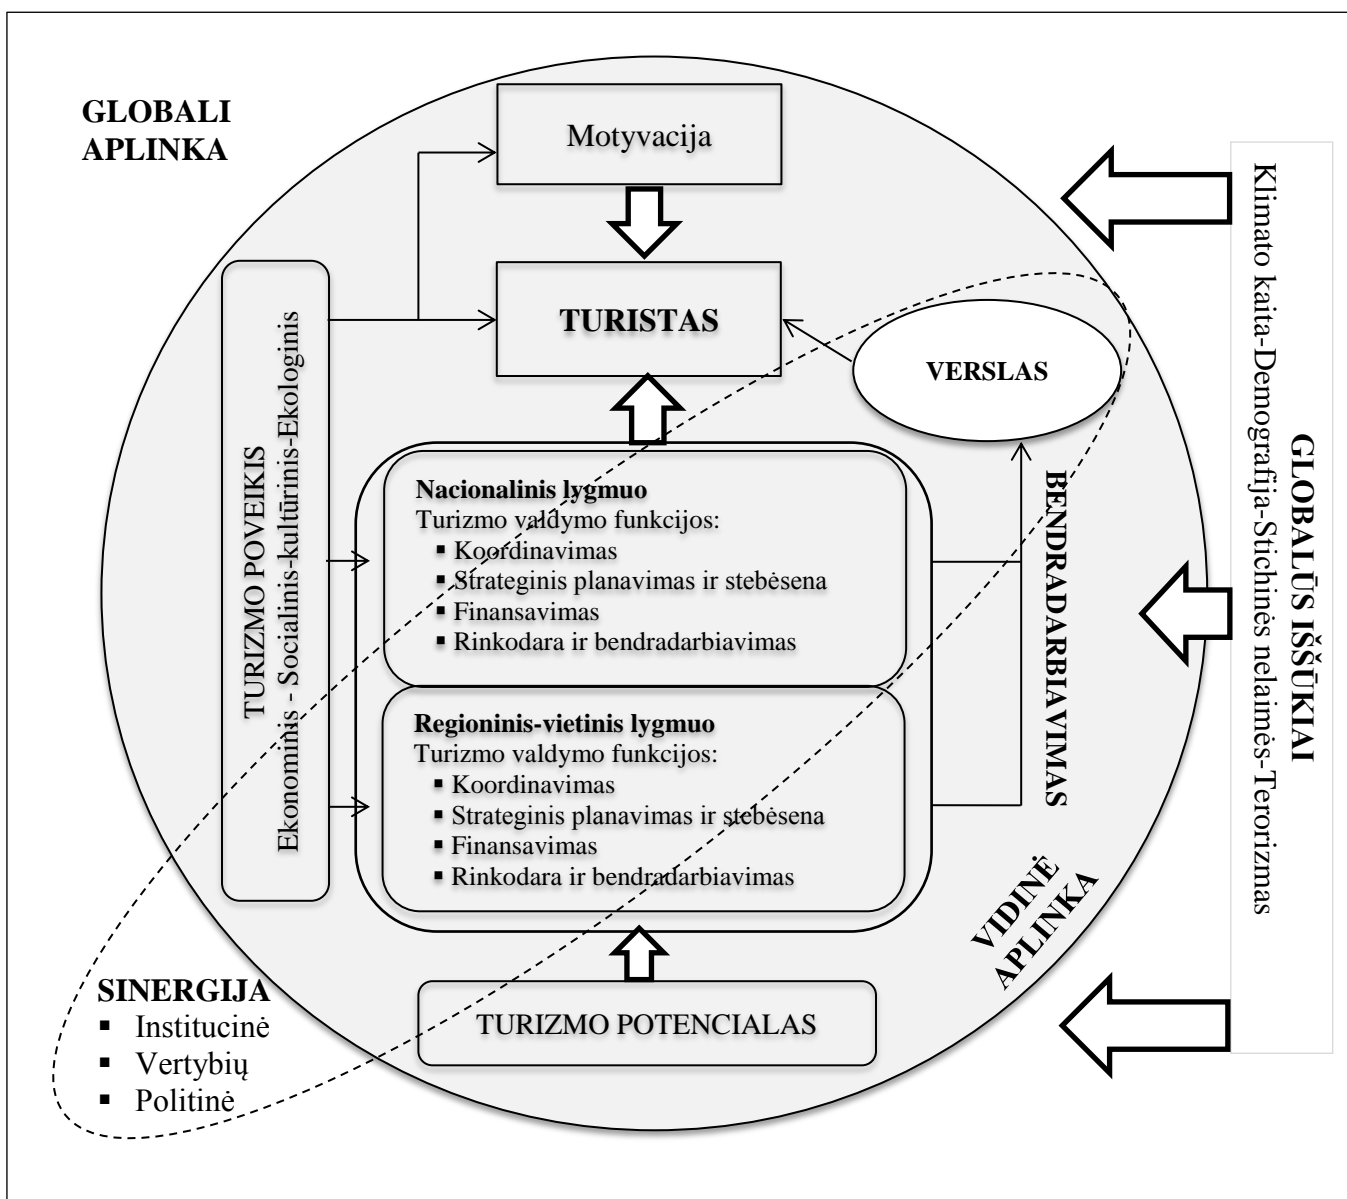 GLOBALI
APLINKA
Motyvacija
TURISTAS
VERSLAS
TURIZMO POVEIKIS
Ekonominis - Socialinis-kultūrinis-Ekologinis
Nacionalinis lygmuo
Turizmo valdymo funkcijos:
▪ Koordinavimas
▪ Strateginis planavimas ir stebėsena
▪ Finansavimas
▪ Rinkodara ir bendradarbiavimas
Regioninis-vietinis lygmuo
Turizmo valdymo funkcijos:
▪ Koordinavimas
▪ Strateginis planavimas ir stebėsena
▪ Finansavimas
▪ Rinkodara ir bendradarbiavimas
BENDRADARBIAVIMAS
VIDINĖ
APLINKA
GLOBALŪS IŠŠŪKIAI
Klimato kaita-Demografija-Stichinės nelaimės-Terorizmas
SINERGIJA
▪ Institucinė
▪ Vertybių
▪ Politinė
TURIZMO POTENCIALAS